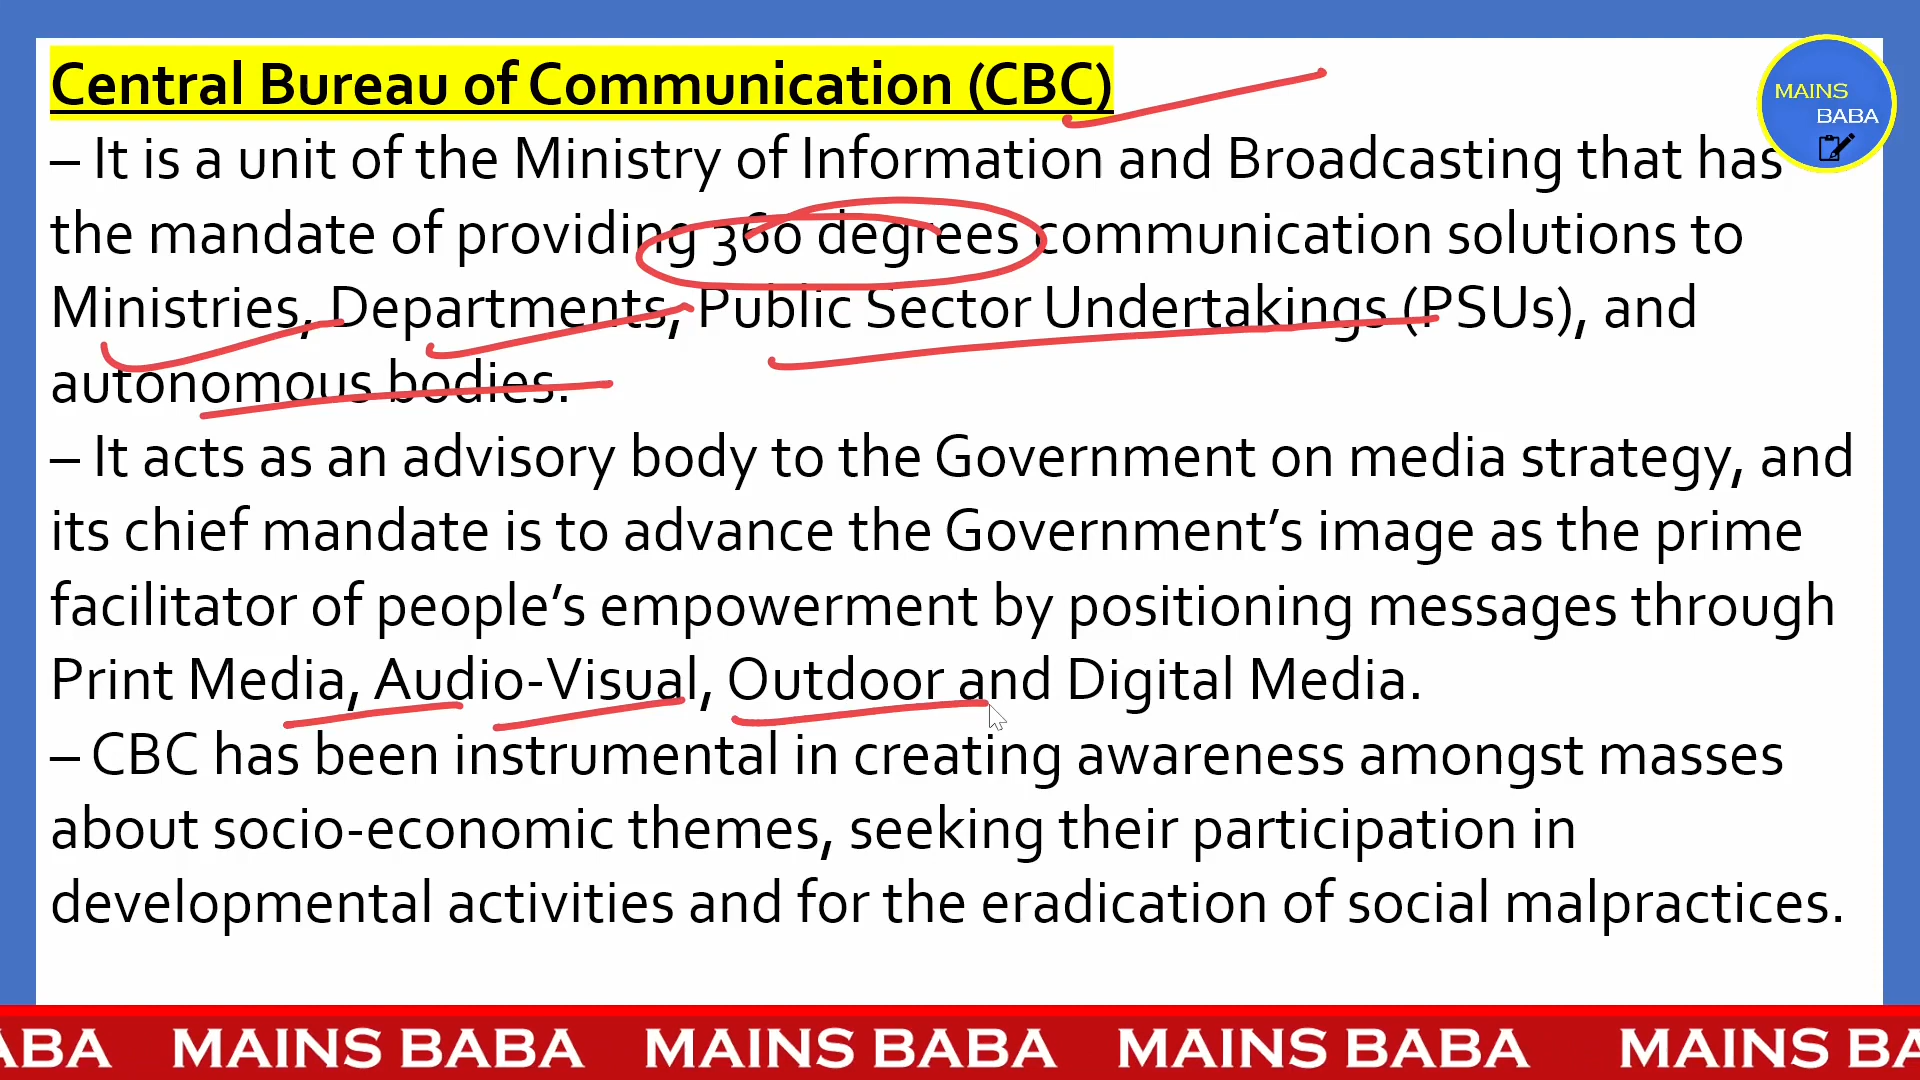 Central Bureau of Communication (CBC)
– It is a unit of the Ministry of Information and Broadcasting that has
the mandate of providing 360 degrees communication solutions to
Ministries, Departments, Public Sector Undertakings (PSUs), and
autonomous bodies.
– It acts as an advisory body to the Government on media strategy, and
its chief mandate is to advance the Government’s image as the prime
facilitator of people’s empowerment by positioning messages through
Print Media, Audio-Visual, Outdoor and Digital Media.
– CBC has been instrumental in creating awareness amongst masses
about socio-economic themes, seeking their participation in
developmental activities and for the eradication of social malpractices.
MAINS
BABA
ABA MAINS BABA MAINS BABA MAINS BABA MAINS BA